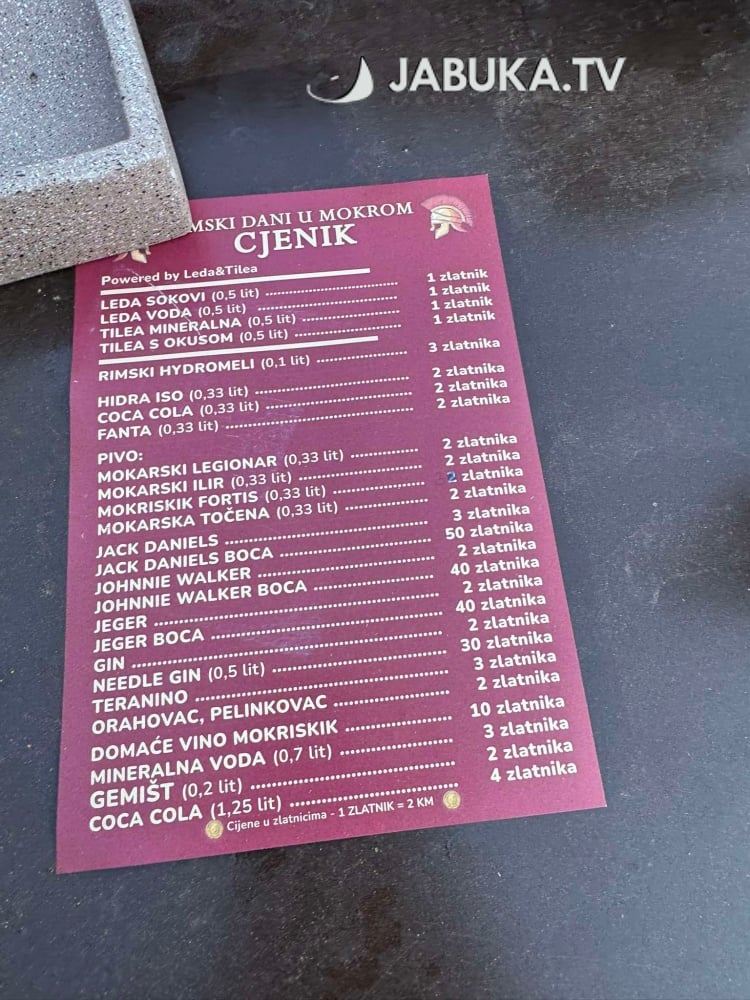 JABUKA.TV
MSKI DANI U MOKROM
CJENIK
Powered by Leda&Tilea
LEDA SOKOVI (0,5 lit) 1 zlatnik
LEDA VODA (0,5 lit) 1 zlatnik
TILEA MINERALNA (0,5 lit) 1 zlatnik
TILEA S OKUSOM (0,5 lit) 1 zlatnik
RIMSKI HYDROMELI (0,1 lit) 3 zlatnika
HIDRA ISO (0,33 lit) 2 zlatnika
COCA COLA (0,33 lit) 2 zlatnika
FANTA (0,33 lit) 2 zlatnika
PIVO:
MOKARSKI LEGIONAR (0,33 lit) 2 zlatnika
MOKARSKI ILIR (0,33 lit) 2 zlatnika
MOKRISKIK FORTIS (0,33 lit) 2 zlatnika
MOKARSKA TOČENA (0,33 lit) 2 zlatnika
JACK DANIELS 3 zlatnika
JACK DANIELS BOCA 50 zlatnika
JOHNNIE WALKER 2 zlatnika
JOHNNIE WALKER BOCA 40 zlatnika
JEGER 2 zlatnika
JEGER BOCA 40 zlatnika
GIN 2 zlatnika
NEEDLE GIN (0,5 lit) 30 zlatnika
TERANINO 3 zlatnika
ORAHOVAC, PELINKOVAC 2 zlatnika
DOMAĆE VINO MOKRISKIK 10 zlatnika
MINERALNA VODA (0,7 lit) 3 zlatnika
GEMIŠT (0,2 lit) 2 zlatnika
COCA COLA (1,25 lit) 4 zlatnika
Cijene u zlatnicima - 1 ZLATNIK = 2 KM